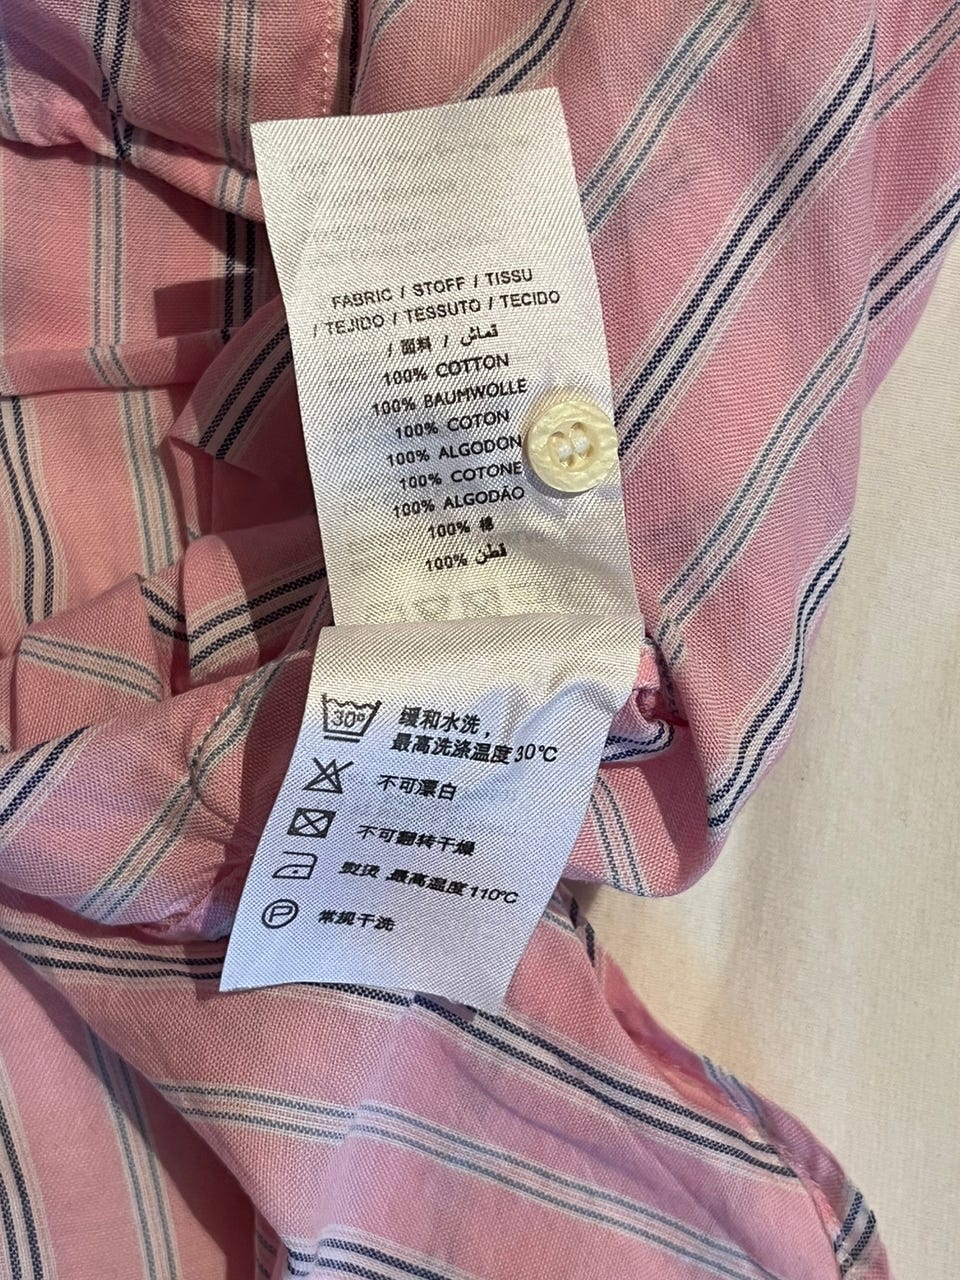 FABRIC / STOFF / TISSU
/ TEJIDO / TESSUTO / TECIDO
/ 面料 / قماش
100% COTTON
100% BAUMWOLLE
100% COTON
100% ALGODON
100% COTONE
100% ALGODÃO
100% 棉
100% قطن
30° 缓和水洗，
最高洗涤温度30℃
不可漂白
不可翻转干燥
熨烫 最高温度110℃
P 常规干洗